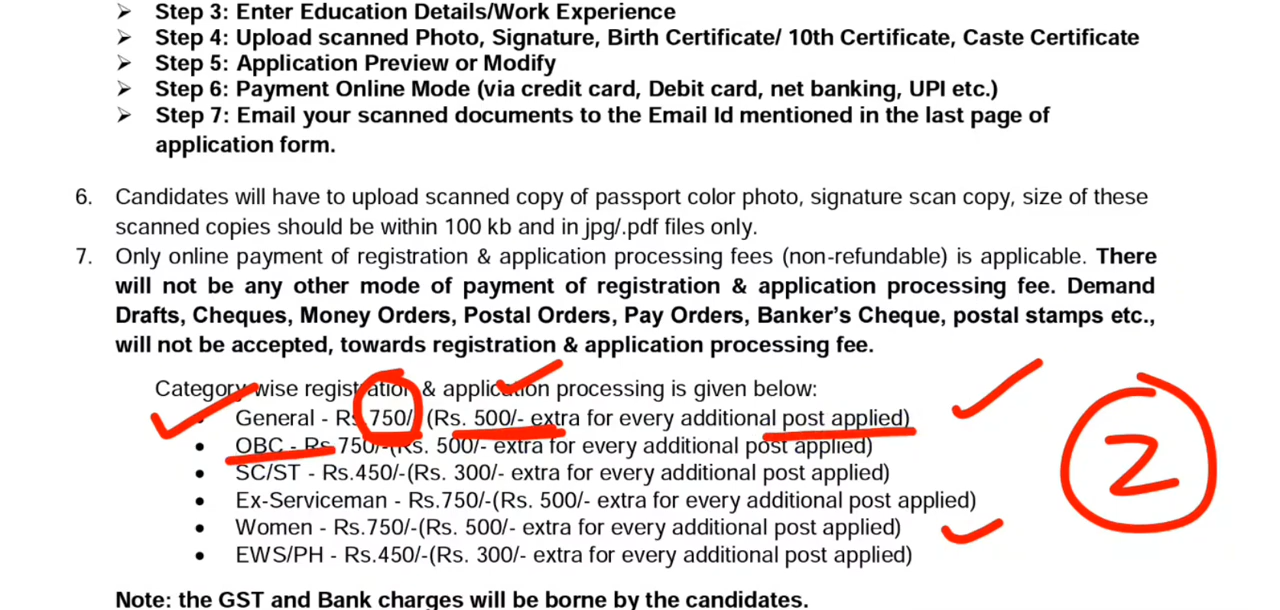 ➢ Step 3: Enter Education Details/Work Experience
➢ Step 4: Upload scanned Photo, Signature, Birth Certificate/ 10th Certificate, Caste Certificate
➢ Step 5: Application Preview or Modify
➢ Step 6: Payment Online Mode (via credit card, Debit card, net banking, UPI etc.)
➢ Step 7: Email your scanned documents to the Email Id mentioned in the last page of
application form.
6. Candidates will have to upload scanned copy of passport color photo, signature scan copy, size of these
scanned copies should be within 100 kb and in jpg/.pdf files only.
7. Only online payment of registration & application processing fees (non-refundable) is applicable. There
will not be any other mode of payment of registration & application processing fee. Demand
Drafts, Cheques, Money Orders, Postal Orders, Pay Orders, Banker's Cheque, postal stamps etc.,
will not be accepted, towards registration & application processing fee.
Category wise registration & application processing is given below:
General - Rs.750/-(Rs. 500/- extra for every additional post applied)
• OBC - Rs.750/-(Rs. 500/- extra for every additional post applied)
• SC/ST - Rs.450/-(Rs. 300/- extra for every additional post applied)
• Ex-Serviceman - Rs.750/-(Rs. 500/- extra for every additional post applied)
• Women - Rs.750/-(Rs. 500/- extra for every additional post applied)
• EWS/PH - Rs.450/-(Rs. 300/- extra for every additional post applied)
2
Note: the GST and Bank charges will be borne by the candidates.